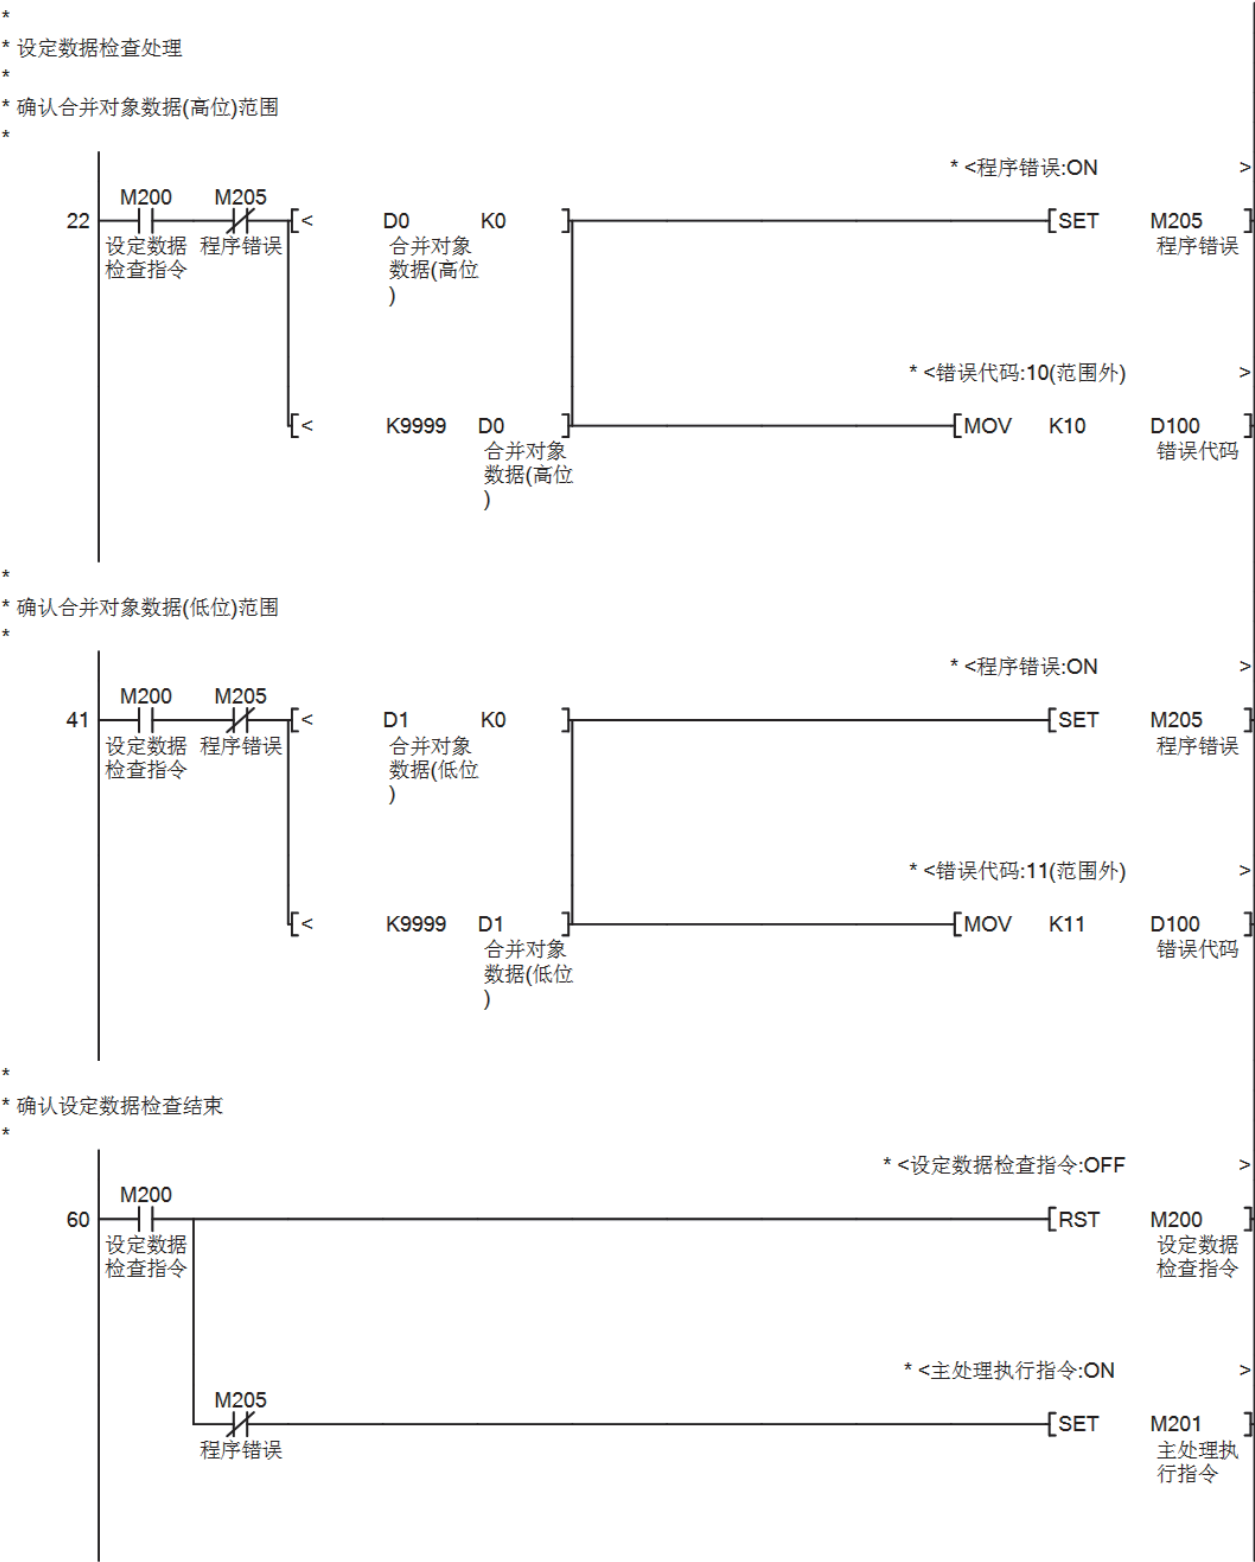 *
* 设定数据检查处理
*
* 确认合并对象数据(高位)范围
*
* <程序错误:ON >
M200 M205
22 [< D0 K0 ] [SET M205 ]
设定数据 程序错误 合并对象 程序错误
检查指令 数据(高位
)
* <错误代码:10(范围外) >
[< K9999 D0 ] [MOV K10 D100 ]
合并对象 错误代码
数据(高位
)
*
* 确认合并对象数据(低位)范围
*
* <程序错误:ON >
M200 M205
41 [< D1 K0 ] [SET M205 ]
设定数据 程序错误 合并对象 程序错误
检查指令 数据(低位
)
* <错误代码:11(范围外) >
[< K9999 D1 ] [MOV K11 D100 ]
合并对象 错误代码
数据(低位
)
*
* 确认设定数据检查结束
*
* <设定数据检查指令:OFF >
M200
60 [RST M200 ]
设定数据 设定数据
检查指令 检查指令
* <主处理执行指令:ON >
M205
[SET M201 ]
程序错误 主处理执
行指令